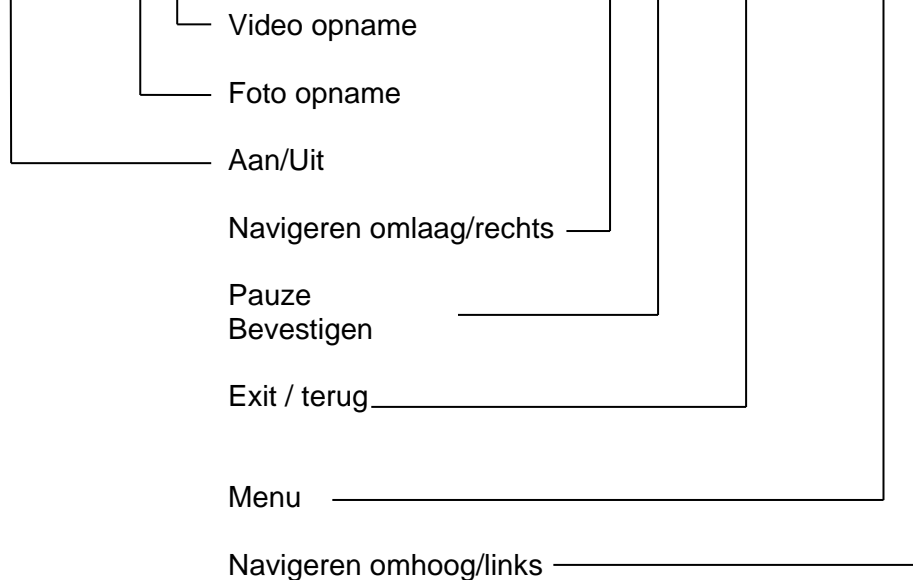 Video opname
Foto opname
Aan/Uit
Navigeren omlaag/rechts
Pauze
Bevestigen
Exit / terug
Menu
Navigeren omhoog/links